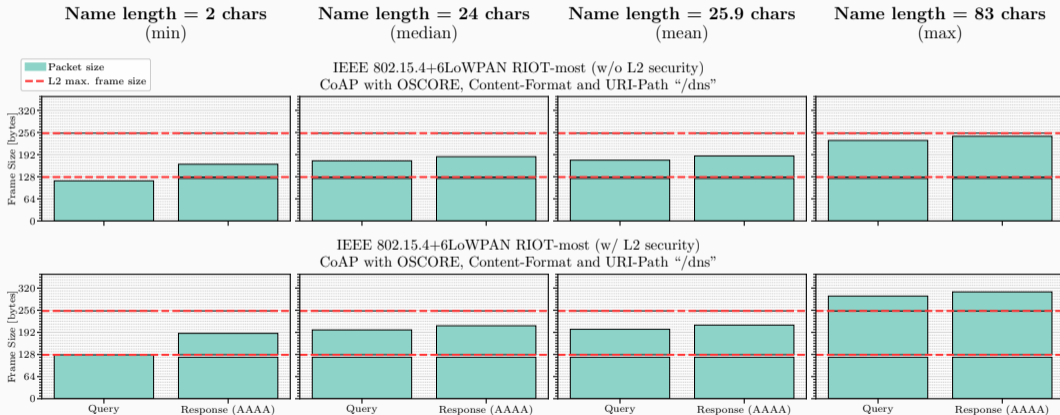 Name length = 2 chars
(min)
Name length = 24 chars
(median)
Name length = 25.9 chars
(mean)
Name length = 83 chars
(max)
Packet size
L2 max. frame size
IEEE 802.15.4+6LoWPAN RIOT-most (w/o L2 security)
CoAP with OSCORE, Content-Format and URI-Path “/dns”
Frame Size [bytes]
320
256
192
128
64
0
IEEE 802.15.4+6LoWPAN RIOT-most (w/ L2 security)
CoAP with OSCORE, Content-Format and URI-Path “/dns”
Frame Size [bytes]
320
256
192
128
64
0
Query Response (AAAA) Query Response (AAAA) Query Response (AAAA) Query Response (AAAA)